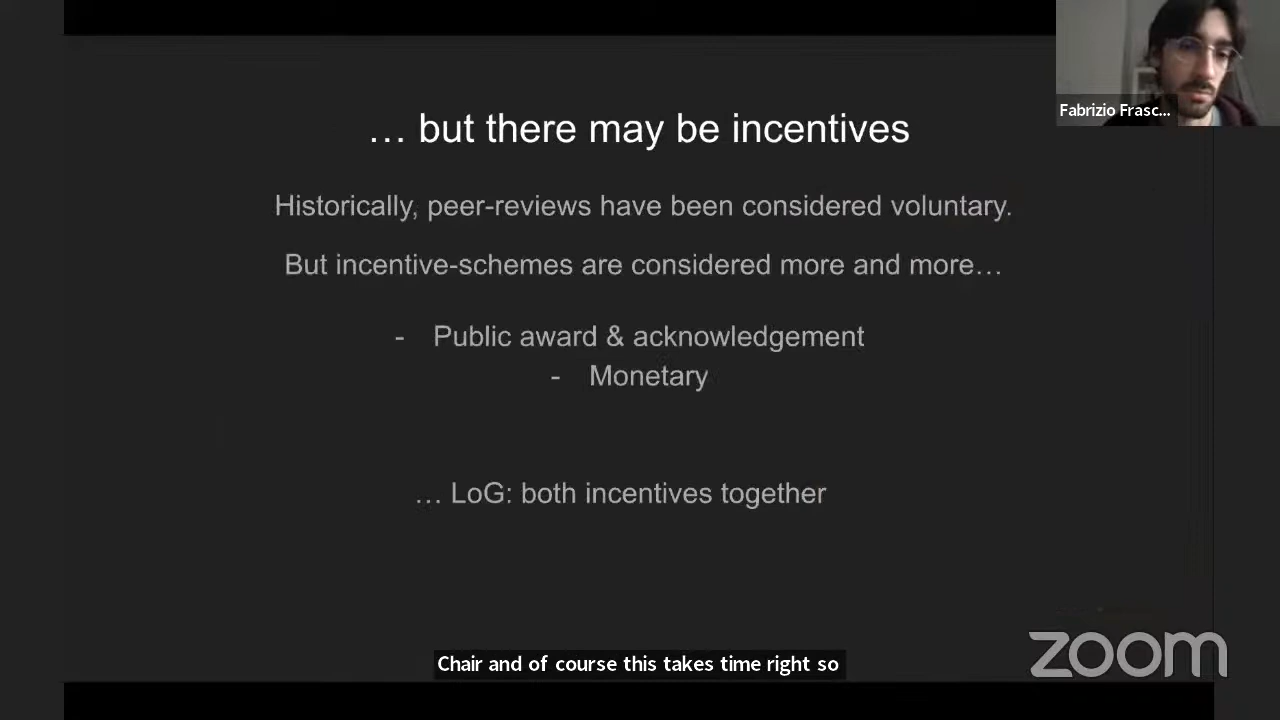 Fabrizio Frasc...
… but there may be incentives
Historically, peer-reviews have been considered voluntary.
But incentive-schemes are considered more and more…
- Public award & acknowledgement
- Monetary
… LoG: both incentives together
Chair and of course this takes time right so
zoom